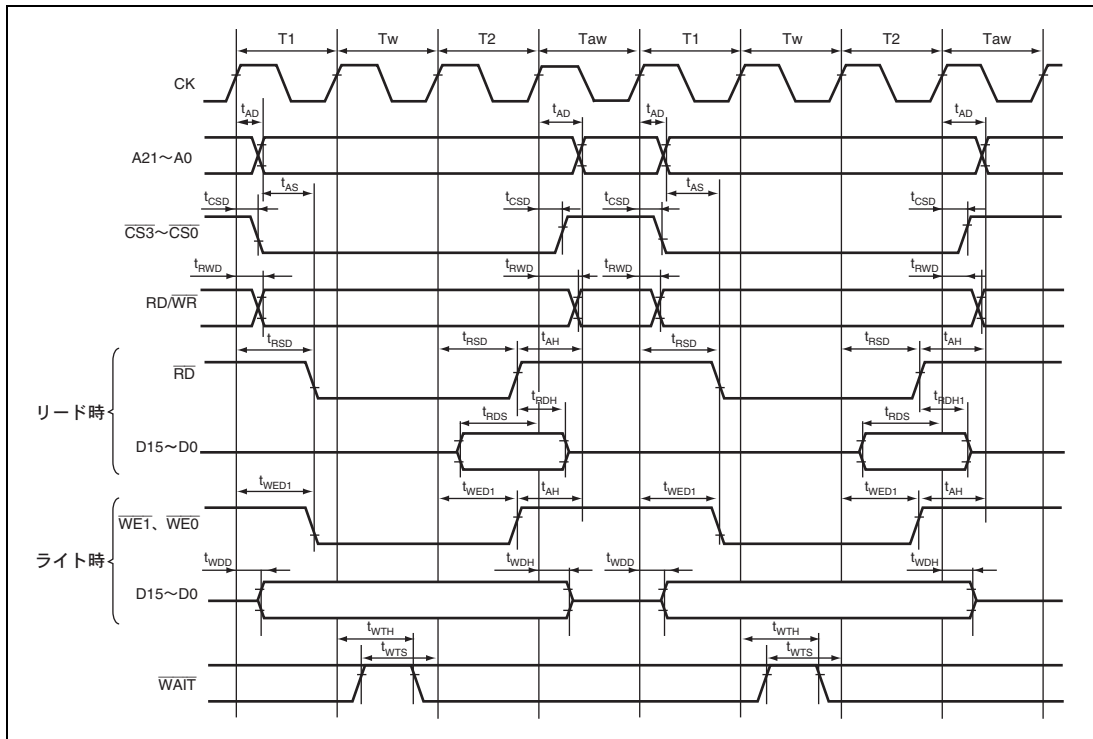 T1 Tw T2 Taw T1 Tw T2 Taw
CK
tAD tAD tAD tAD
A21～A0
tAS tAS
tCSD tCSD tCSD tCSD
CS3～CS0
tRWD tRWD tRWD tRWD
RD/WR
tRSD tRSD tAH tRSD tRSD tAH
RD
リード時
tRDH tRDH1
tRDS tRDS
D15～D0
tWED1 tWED1 tAH tWED1 tWED1 tAH
WE1、WE0
ライト時
tWDD tWDH tWDD tWDH
D15～D0
tWTH tWTH
tWTS tWTS
WAIT